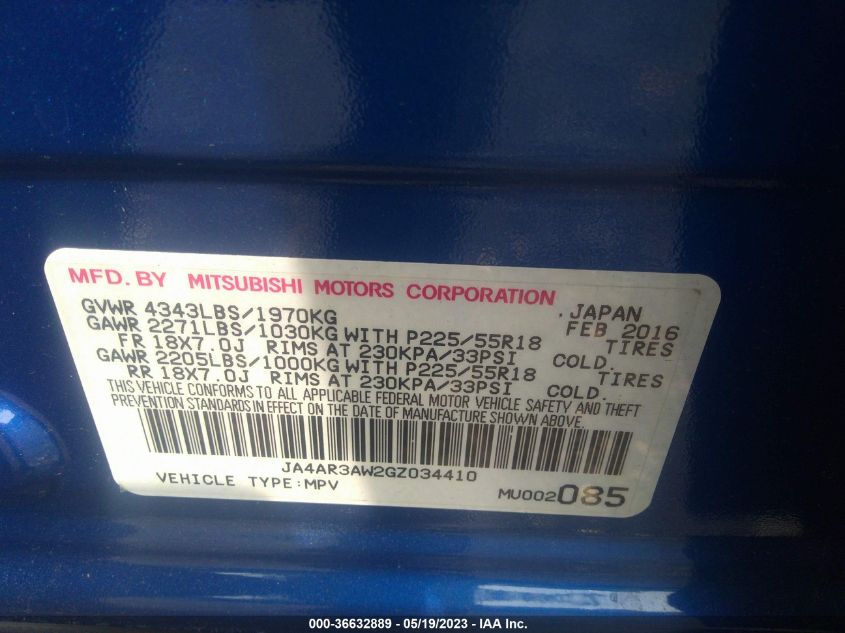 MFD. BY MITSUBISHI MOTORS CORPORATION . JAPAN
GVWR 4343LBS/1970KG FEB 2016
GAWR 2271LBS/1030KG WITH P225/55R18 TIRES
FR 18X7.0J RIMS AT 230KPA/33PSI COLD.
GAWR 2205LBS/1000KG WITH P225/55R18 TIRES
RR 18X7.0J RIMS AT 230KPA/33PSI COLD.
THIS VEHICLE CONFORMS TO ALL APPLICABLE FEDERAL MOTOR VEHICLE SAFETY AND THEFT
PREVENTION STANDARDS IN EFFECT ON THE DATE OF MANUFACTURE SHOWN ABOVE.
JA4AR3AW2GZ034410
VEHICLE TYPE:MPV MU002085
000-36632889 - 05/19/2023 - IAA Inc.